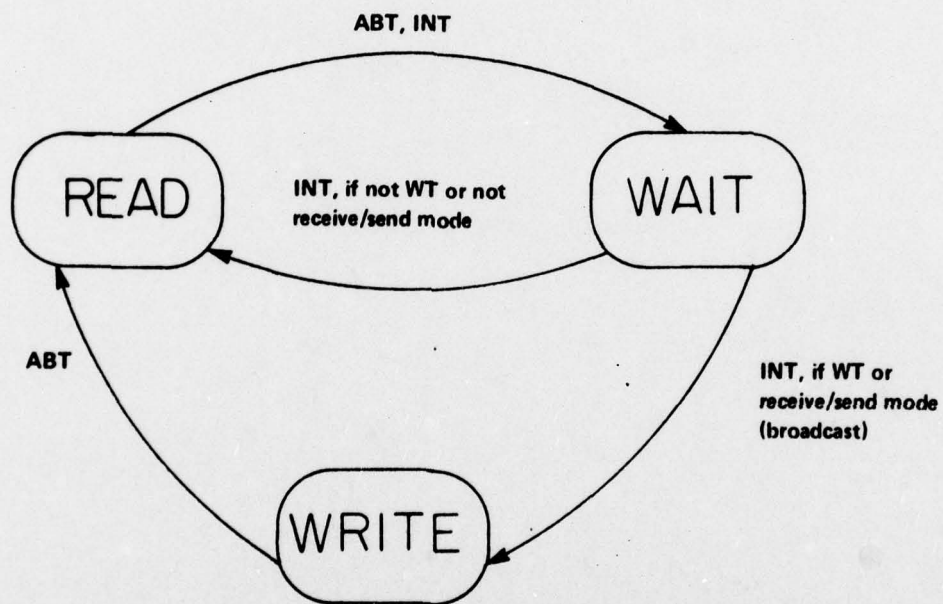 ABT, INT
READ
INT, if not WT or not
receive/send mode
WAIT
ABT
INT, if WT or
receive/send mode
(broadcast)
WRITE